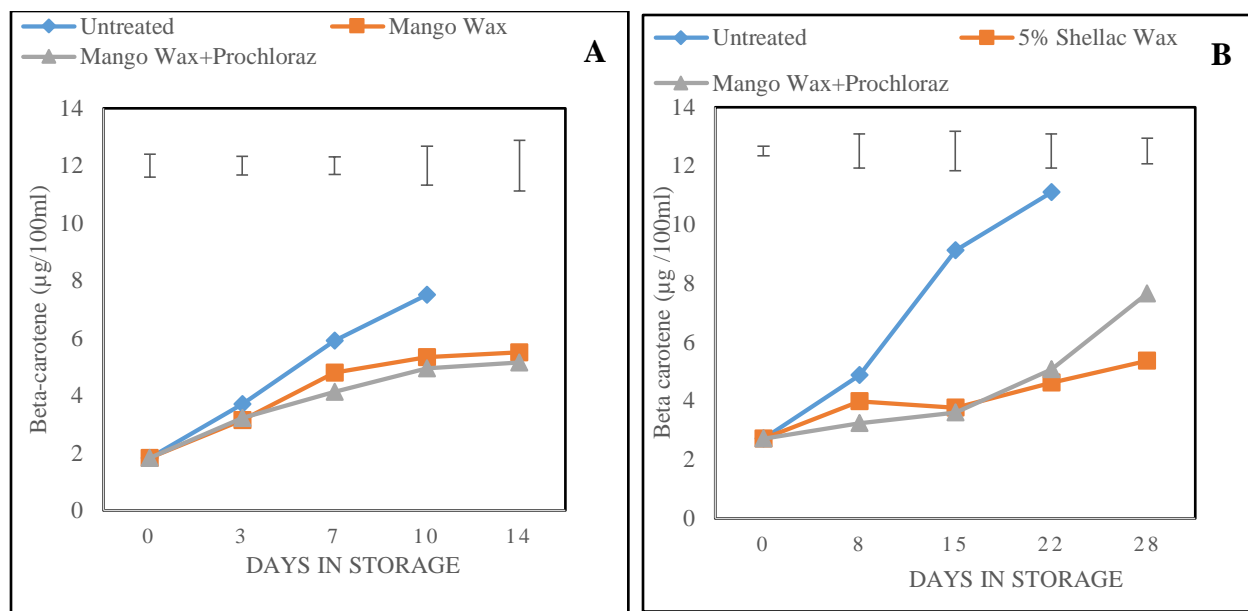 Untreated
Mango Wax
Mango Wax+Prochloraz
A
Beta-carotene (µg/100ml)
14
12
10
8
6
4
2
0
0 3 7 10 14
DAYS IN STORAGE
Untreated
5% Shellac Wax
Mango Wax+Prochloraz
B
Beta carotene (µg /100ml)
14
12
10
8
6
4
2
0
0 8 15 22 28
DAYS IN STORAGE